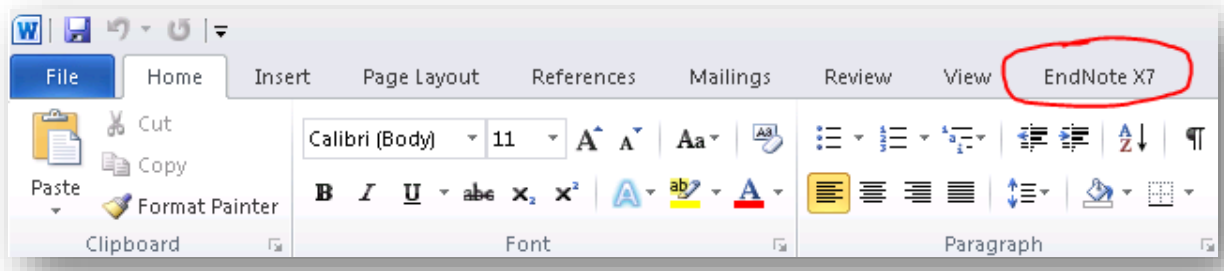 File Home Insert Page Layout References Mailings Review View EndNote X7
Cut
Calibri (Body) 11 Aa
Copy
Paste
B I U abc x₂ x² A ab A
Format Painter
Clipboard Font Paragraph